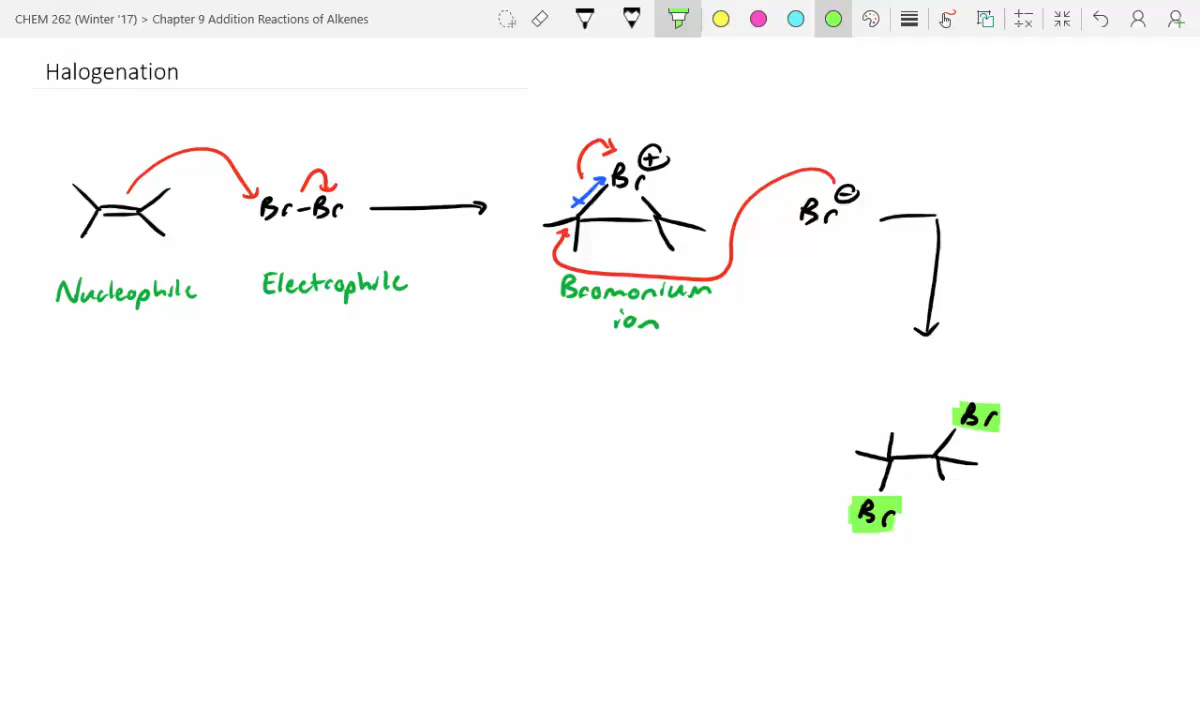 CHEM 262 (Winter '17) > Chapter 9 Addition Reactions of Alkenes
Halogenation
Br-Br
Br ⊕
Br ⊖
Nucleophile
Electrophile
Bromonium
ion
Br
Br